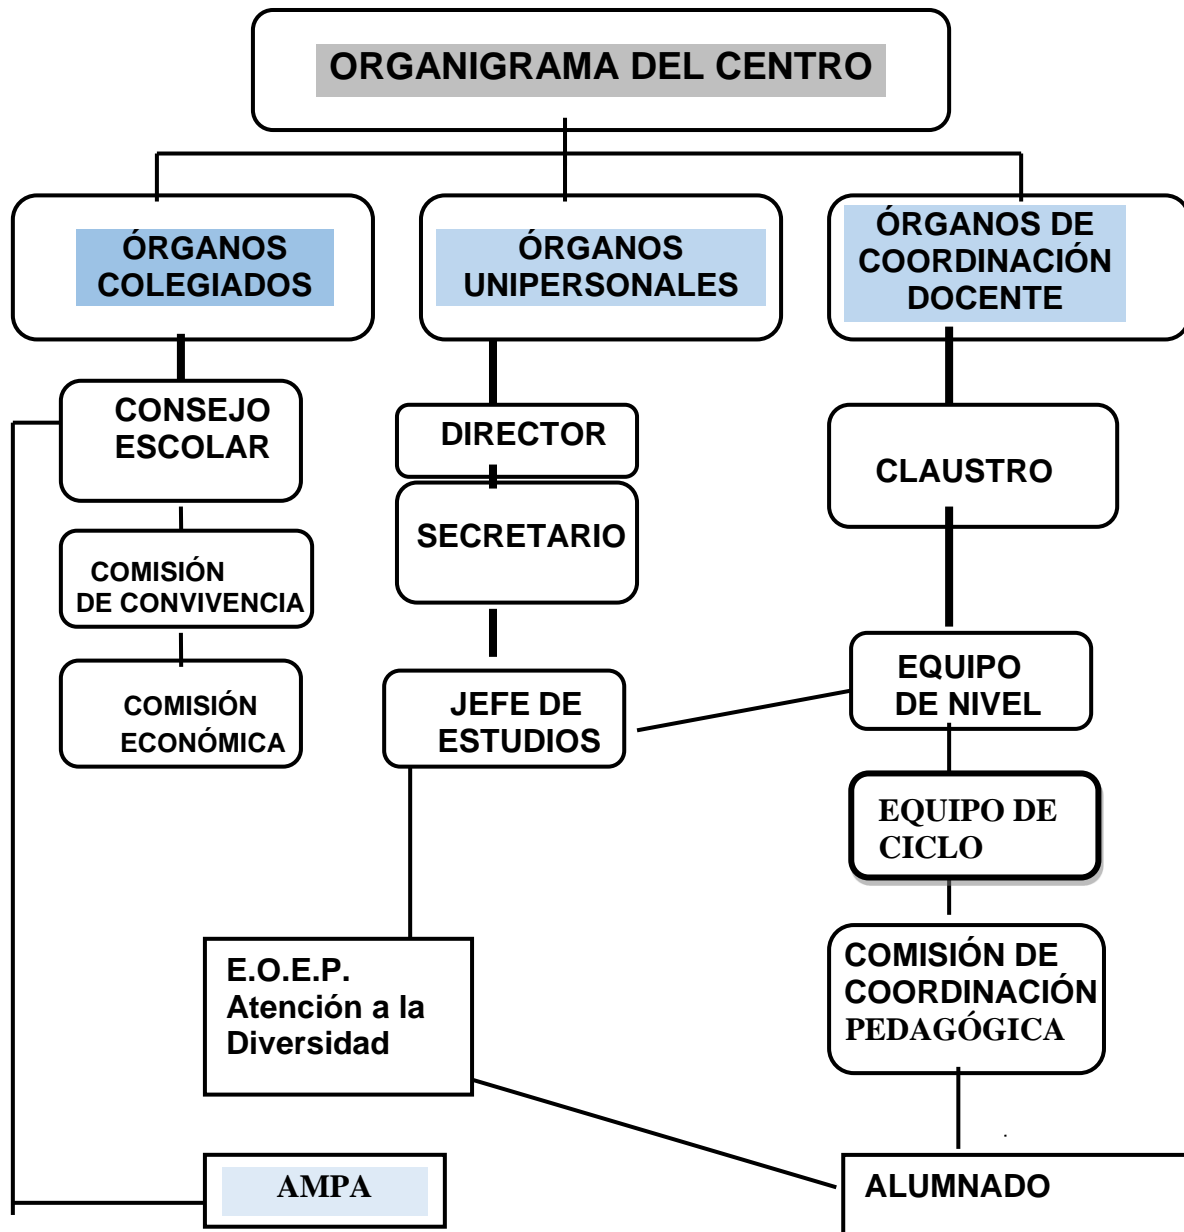 ORGANIGRAMA DEL CENTRO
ÓRGANOS
COLEGIADOS
ÓRGANOS
UNIPERSONALES
ÓRGANOS DE
COORDINACIÓN
DOCENTE
CONSEJO
ESCOLAR
COMISIÓN
DE CONVIVENCIA
COMISIÓN
ECONÓMICA
DIRECTOR
SECRETARIO
JEFE DE
ESTUDIOS
CLAUSTRO
EQUIPO
DE NIVEL
EQUIPO DE
CICLO
COMISIÓN DE
COORDINACIÓN
PEDAGÓGICA
E.O.E.P.
Atención a la
Diversidad
AMPA
ALUMNADO